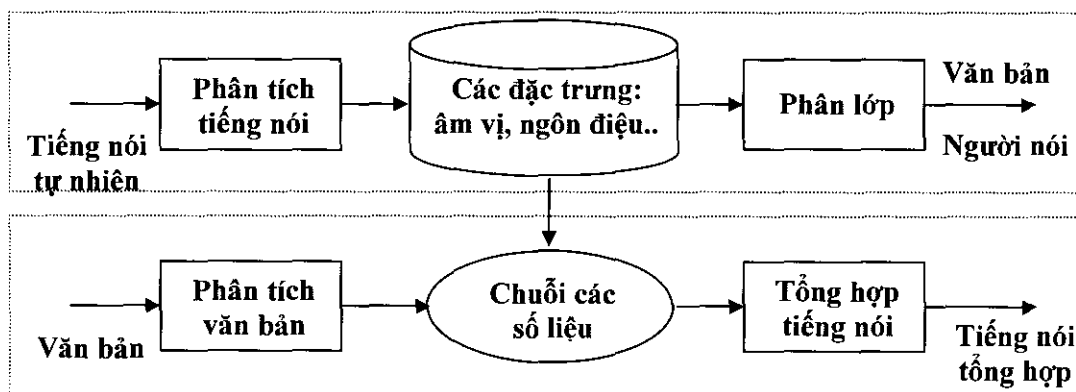 Phân tích
tiếng nói
Các đặc trưng:
âm vị, ngôn điệu..
Phân lớp
Văn bản
Người nói
Tiếng nói
tự nhiên
Phân tích
văn bản
Chuỗi các
số liệu
Tổng hợp
tiếng nói
Văn bản
Tiếng nói
tổng hợp